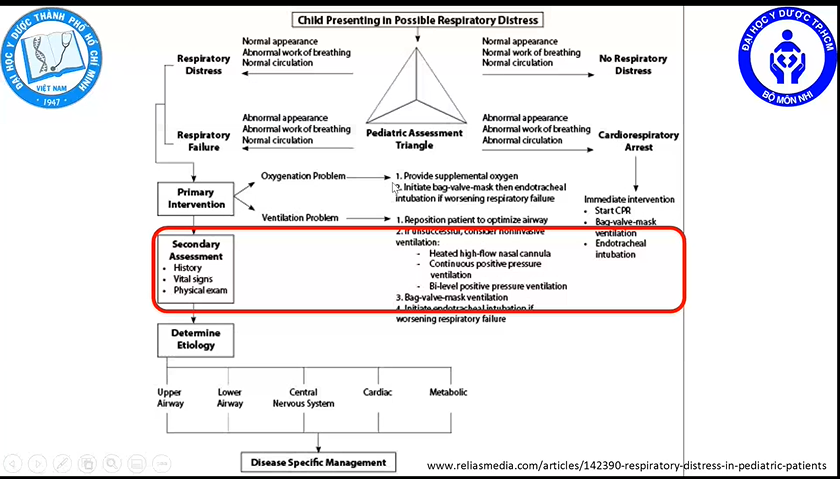 Child Presenting in Possible Respiratory Distress
ĐẠI HỌC Y DƯỢC THÀNH PHỐ HỒ CHÍ MINH
VIỆT NAM
• 1947 •
ĐẠI HỌC Y DƯỢC TP.HCM
BỘ MÔN NHI
Respiratory
Distress
Normal appearance
Abnormal work of breathing
Normal circulation
Normal appearance
Normal work of breathing
Normal circulation
No Respiratory
Distress
Respiratory
Failure
Abnormal appearance
Abnormal work of breathing
Normal circulation
Pediatric Assessment
Triangle
Abnormal appearance
Abnormal work of breathing
Abnormal circulation
Cardiorespiratory
Arrest
Primary
Intervention
Oxygenation Problem
1. Provide supplemental oxygen
2. Initiate bag-valve-mask then endotracheal
intubation if worsening respiratory failure
Ventilation Problem
1. Reposition patient to optimize airway
2. If unsuccessful, consider noninvasive
ventilation:
- Heated high-flow nasal cannula
- Continuous positive pressure
ventilation
- Bi-level positive pressure ventilation
3. Bag-valve-mask ventilation
4. Initiate endotracheal intubation if
worsening respiratory failure
Immediate intervention
• Start CPR
• Bag-valve-mask
ventilation
• Endotracheal
intubation
Secondary
Assessment
• History
• Vital signs
• Physical exam
Determine
Etiology
Upper
Airway
Lower
Airway
Central
Nervous System
Cardiac
Metabolic
Disease Specific Management
www.reliasmedia.com/articles/142390-respiratory-distress-in-pediatric-patients